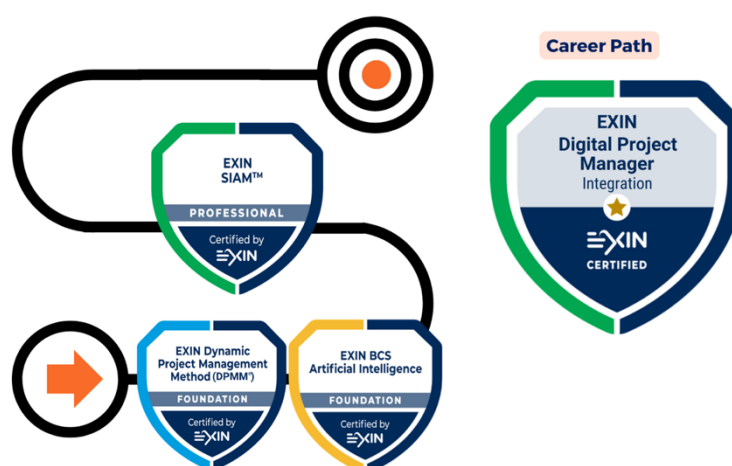 Career Path
EXIN
SIAM™
PROFESSIONAL
Certified by
EXIN
EXIN
Digital Project
Manager
Integration
EXIN
CERTIFIED
EXIN Dynamic
Project Management
Method (DPMM®)
FOUNDATION
Certified by
EXIN
EXIN BCS
Artificial Intelligence
FOUNDATION
Certified by
EXIN